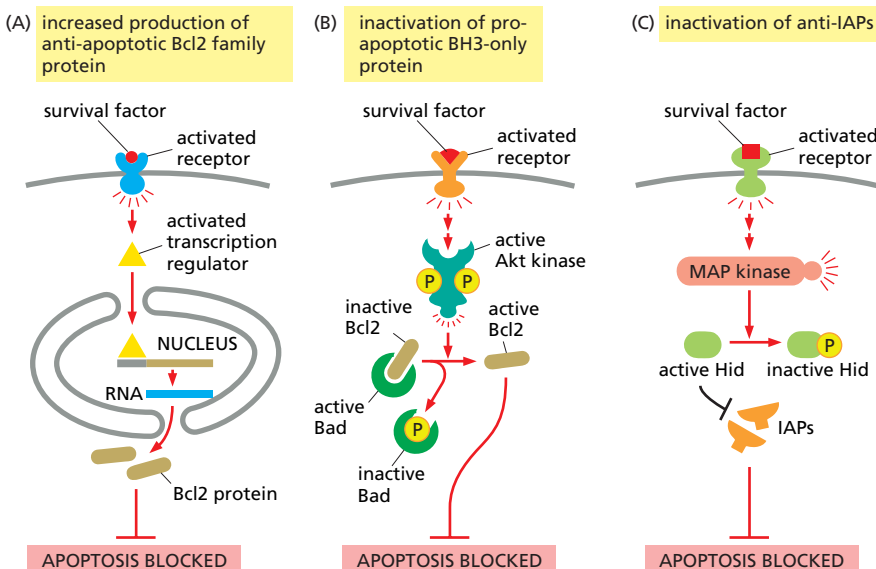 (A) increased production of
anti-apoptotic Bcl2 family
protein
survival factor
activated
receptor
activated
transcription
regulator
NUCLEUS
RNA
Bcl2 protein
APOPTOSIS BLOCKED
(B) inactivation of pro-
apoptotic BH3-only
protein
survival factor
activated
receptor
active
Akt kinase
P P
inactive
Bcl2
active
Bcl2
active
Bad
P
inactive
Bad
APOPTOSIS BLOCKED
(C) inactivation of anti-IAPs
survival factor
activated
receptor
MAP kinase
P
active Hid
inactive Hid
IAPs
APOPTOSIS BLOCKED